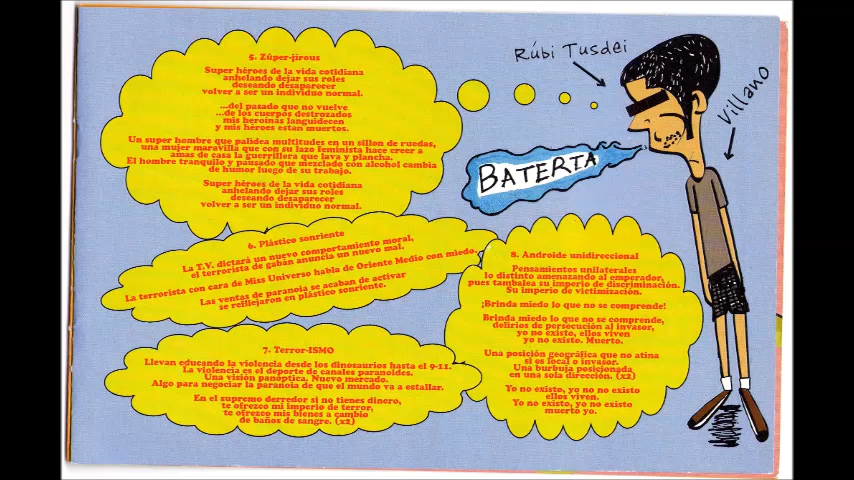 5. Zúper-jírous
Super héroes de la vida cotidiana
anhelando dejar sus roles
deseando desaparecer
volver a ser un individuo normal.
...del pasado que no vuelve
...de los cuerpos destrozados
mis heroinas languidecen
y mis héroes estan muertos.
Un super hombre que palidea multitudes en un sillon de ruedas,
una mujer maravilla que con su lazo feminista hace creer a
amas de casa la guerrillera que lava y plancha.
El hombre tranquilo y pausado que mezclado con alcohol cambia
de humor luego de su trabajo.
Super héroes de la vida cotidiana
anhelando dejar sus roles
deseando desaparecer
volver a ser un individuo normal.
6. Plástico sonriente
La T.V. dictará un nuevo comportamiento moral,
el terrorista de gabán anuncia un nuevo mal.
La terrorista con cara de Miss Universo habla de Oriente Medio con miedo.
Las ventas de paranoia se acaban de activar
se reflejaron en plástico sonriente.
7. Terror-ISMO
Llevan educando la violencia desde los dinosaurios hasta el 9-11.
La violencia es el deporte de canales paranoides.
Una visión panóptica. Nuevo mercado.
Algo para negociar la paranoia de que el mundo va a estallar.
En el supremo derredor si no tienes dinero,
te ofrezco mi imperio de terror,
te ofrezco mis bienes a cambio
de baños de sangre. (x2)
Rúbi Tusdei
Villano
BATERTA
8. Androide unidireccional
Pensamientos unilaterales
lo distinto amenazando al emperador,
pues tambalea su imperio de discriminación.
Su imperio de victimización.
¡Brinda miedo lo que no se comprende!
Brinda miedo lo que no se comprende,
delirios de persecución al invasor,
yo no existo, ellos viven
yo no existo. Muerto.
Una posición geográfica que no atina
si es local o invasor.
Una burbuja posicionada
en una sola dirección. (x2)
Yo no existo, yo no no existo
ellos viven.
Yo no existo, yo no existo
muerto yo.